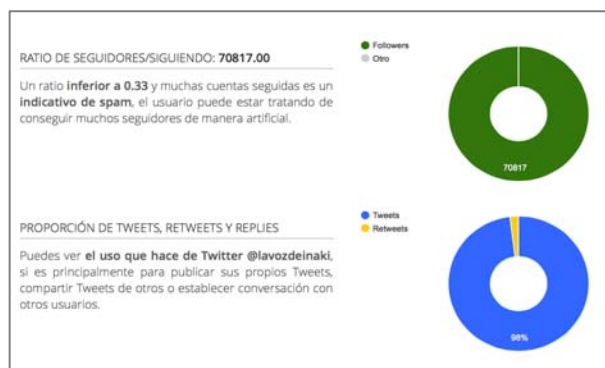 RATIO DE SEGUIDORES/SIGUIENDO: 70817.00
Un ratio inferior a 0.33 y muchas cuentas seguidas es un
indicativo de spam, el usuario puede estar tratando de
conseguir muchos seguidores de manera artificial.
Followers
Otro
70817
PROPORCIÓN DE TWEETS, RETWEETS Y REPLIES
Puedes ver el uso que hace de Twitter @lavozdeinaki,
si es principalmente para publicar sus propios Tweets,
compartir Tweets de otros o establecer conversación con
otros usuarios.
Tweets
Retweets
98%